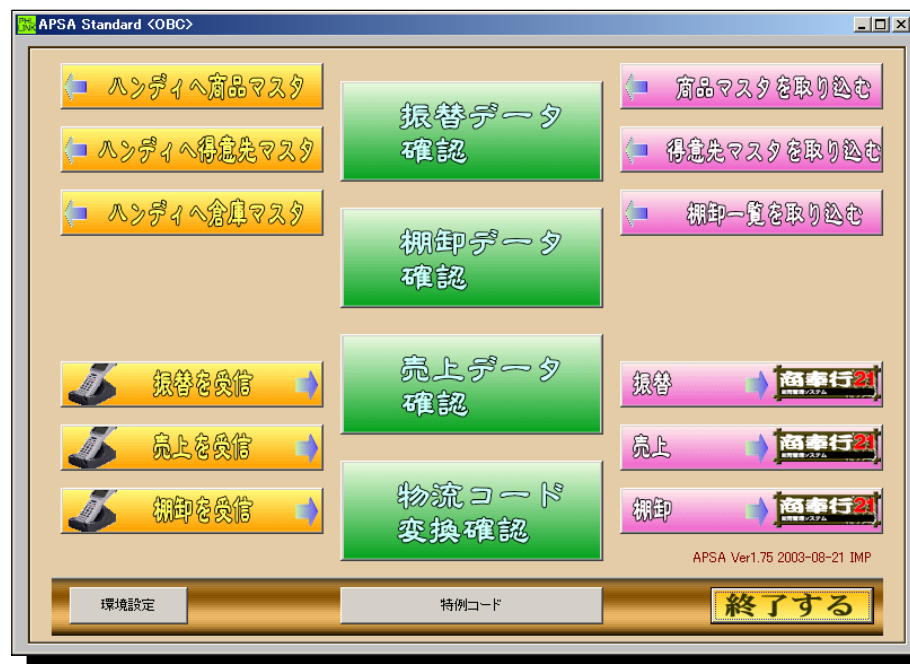 APSA Standard <OBC>
ハンディへ商品マスタ
ハンディへ得意先マスタ
ハンディへ倉庫マスタ
振替データ
確認
棚卸データ
確認
売上データ
確認
物流コード
変換確認
商品マスタを取り込む
得意先マスタを取り込む
棚卸一覧を取り込む
振替を受信
売上を受信
棚卸を受信
振替
商奉行21
売上
商奉行21
棚卸
商奉行21
APSA Ver1.75 2003-08-21 IMP
環境設定
特例コード
終了する